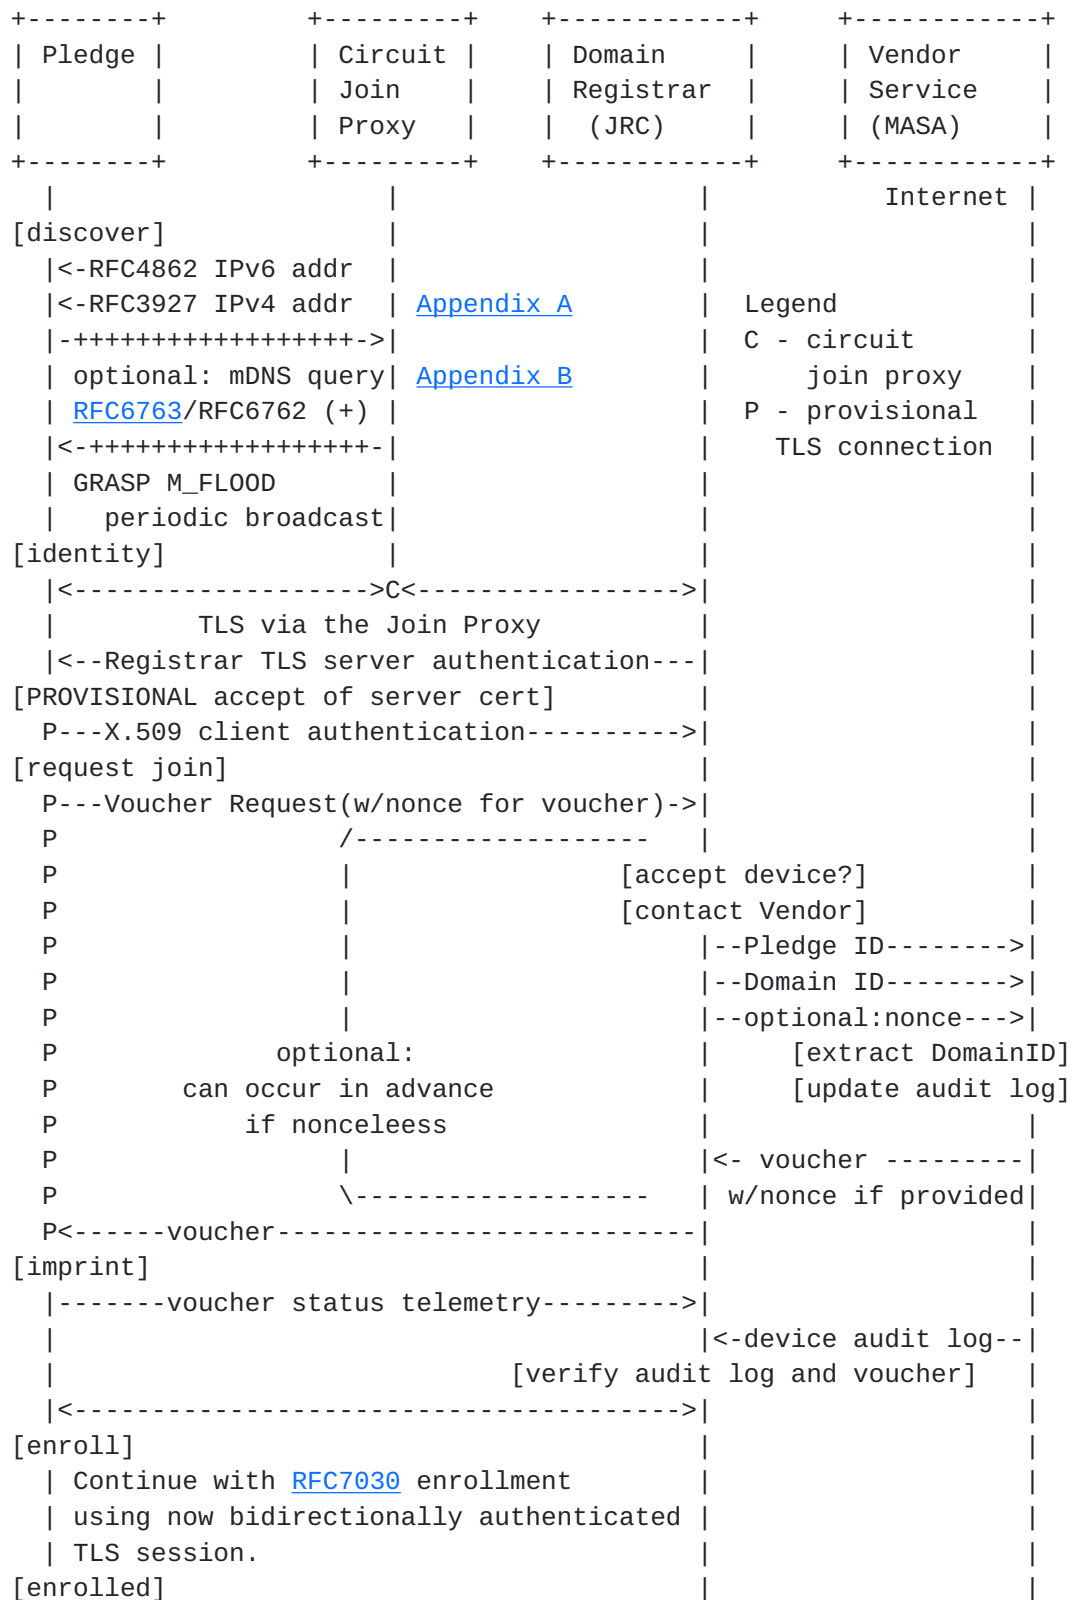 +--------+         +---------+    +------------+     +------------+
| Pledge |         | Circuit |    | Domain     |     | Vendor     |
|        |         | Join    |    | Registrar  |     | Service    |
|        |         | Proxy   |    |  (JRC)     |     | (MASA)     |
+--------+         +---------+    +------------+     +------------+
  |                     |                   |           Internet |
[discover]              |                   |                    |
  |<-RFC4862 IPv6 addr  |                   |                    |
  |<-RFC3927 IPv4 addr  | Appendix A        |  Legend            |
  |-++++++++++++++++++->|                   |  C - circuit       |
  | optional: mDNS query| Appendix B        |      join proxy    |
  | RFC6763/RFC6762 (+) |                   |  P - provisional   |
  |<-++++++++++++++++++-|                   |    TLS connection  |
  | GRASP M_FLOOD       |                   |                    |
  |   periodic broadcast|                   |                    |
[identity]              |                   |                    |
  |<------------------->C<----------------->|                    |
  |         TLS via the Join Proxy          |                    |
  |<--Registrar TLS server authentication---|                    |
[PROVISIONAL accept of server cert]         |                    |
  P---X.509 client authentication---------->|                    |
[request join]                              |                    |
  P---Voucher Request(w/nonce for voucher)->|                    |
  P                  /-------------------   |                    |
  P                  |                 [accept device?]          |
  P                  |                 [contact Vendor]          |
  P                  |                      |--Pledge ID-------->|
  P                  |                      |--Domain ID-------->|
  P                  |                      |--optional:nonce--->|
  P              optional:                  |     [extract DomainID]
  P        can occur in advance             |     [update audit log]
  P            if nonceleess                |                    |
  P                  |                      |<- voucher ---------|
  P                  \-------------------   | w/nonce if provided|
  P<------voucher---------------------------|                    |
[imprint]                                   |                    |
  |-------voucher status telemetry--------->|                    |
  |                                         |<-device audit log--|
  |                             [verify audit log and voucher]   |
  |<--------------------------------------->|                    |
[enroll]                                    |                    |
  | Continue with RFC7030 enrollment        |                    |
  | using now bidirectionally authenticated |                    |
  | TLS session.                            |                    |
[enrolled]                                  |                    |